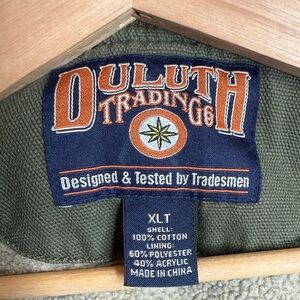 DULUTH
TRADING Co
Designed & Tested by Tradesmen
XLT
SHELL:
100% COTTON
LINING:
60% POLYESTER
40% ACRYLIC
MADE IN CHINA